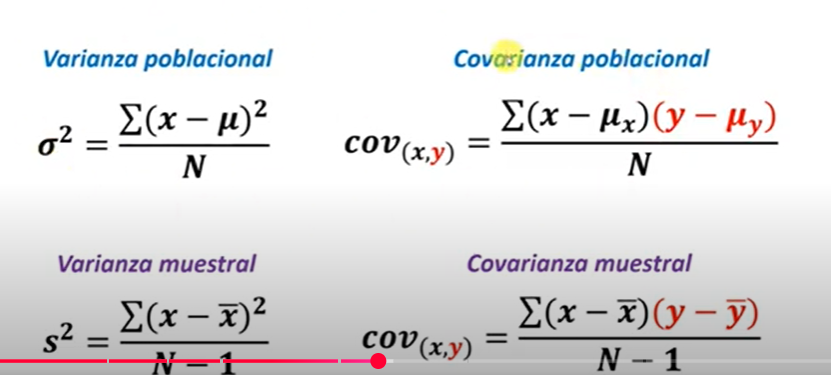 Varianza poblacional
σ² = Σ(x − μ)² / N
Covarianza poblacional
cov(x,y) = Σ(x − μx)(y − μy) / N
Varianza muestral
s² = Σ(x − x̅)² / N − 1
Covarianza muestral
cov(x,y) = Σ(x − x̅)(y − y̅) / N − 1